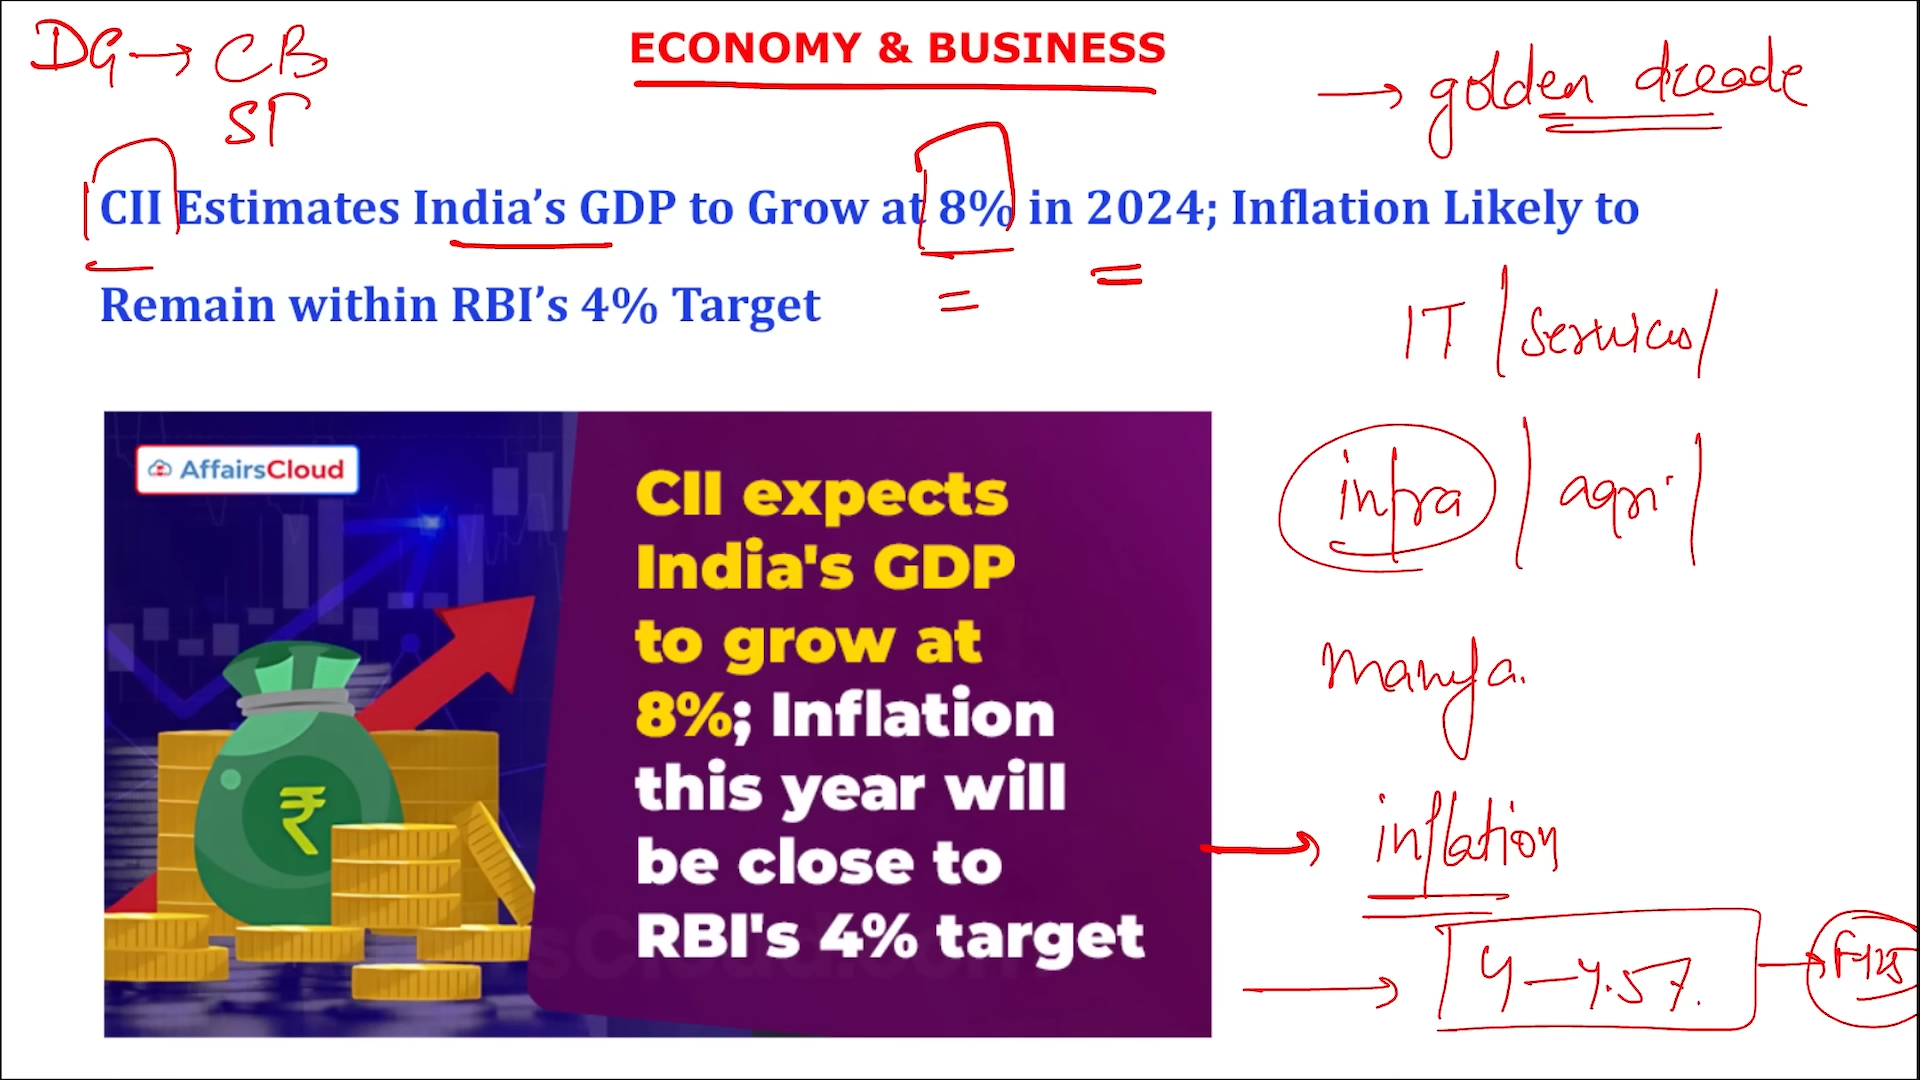 DG → CB
ST
ECONOMY & BUSINESS
→ golden decade
CII Estimates India’s GDP to Grow at 8% in 2024; Inflation Likely to
Remain within RBI’s 4% Target
IT | Services |
infra | agri |
Manufa.
inflation
4–4.5%.
FY25
AffairsCloud
CII expects
India's GDP
to grow at
8%; Inflation
this year will
be close to
RBI's 4% target